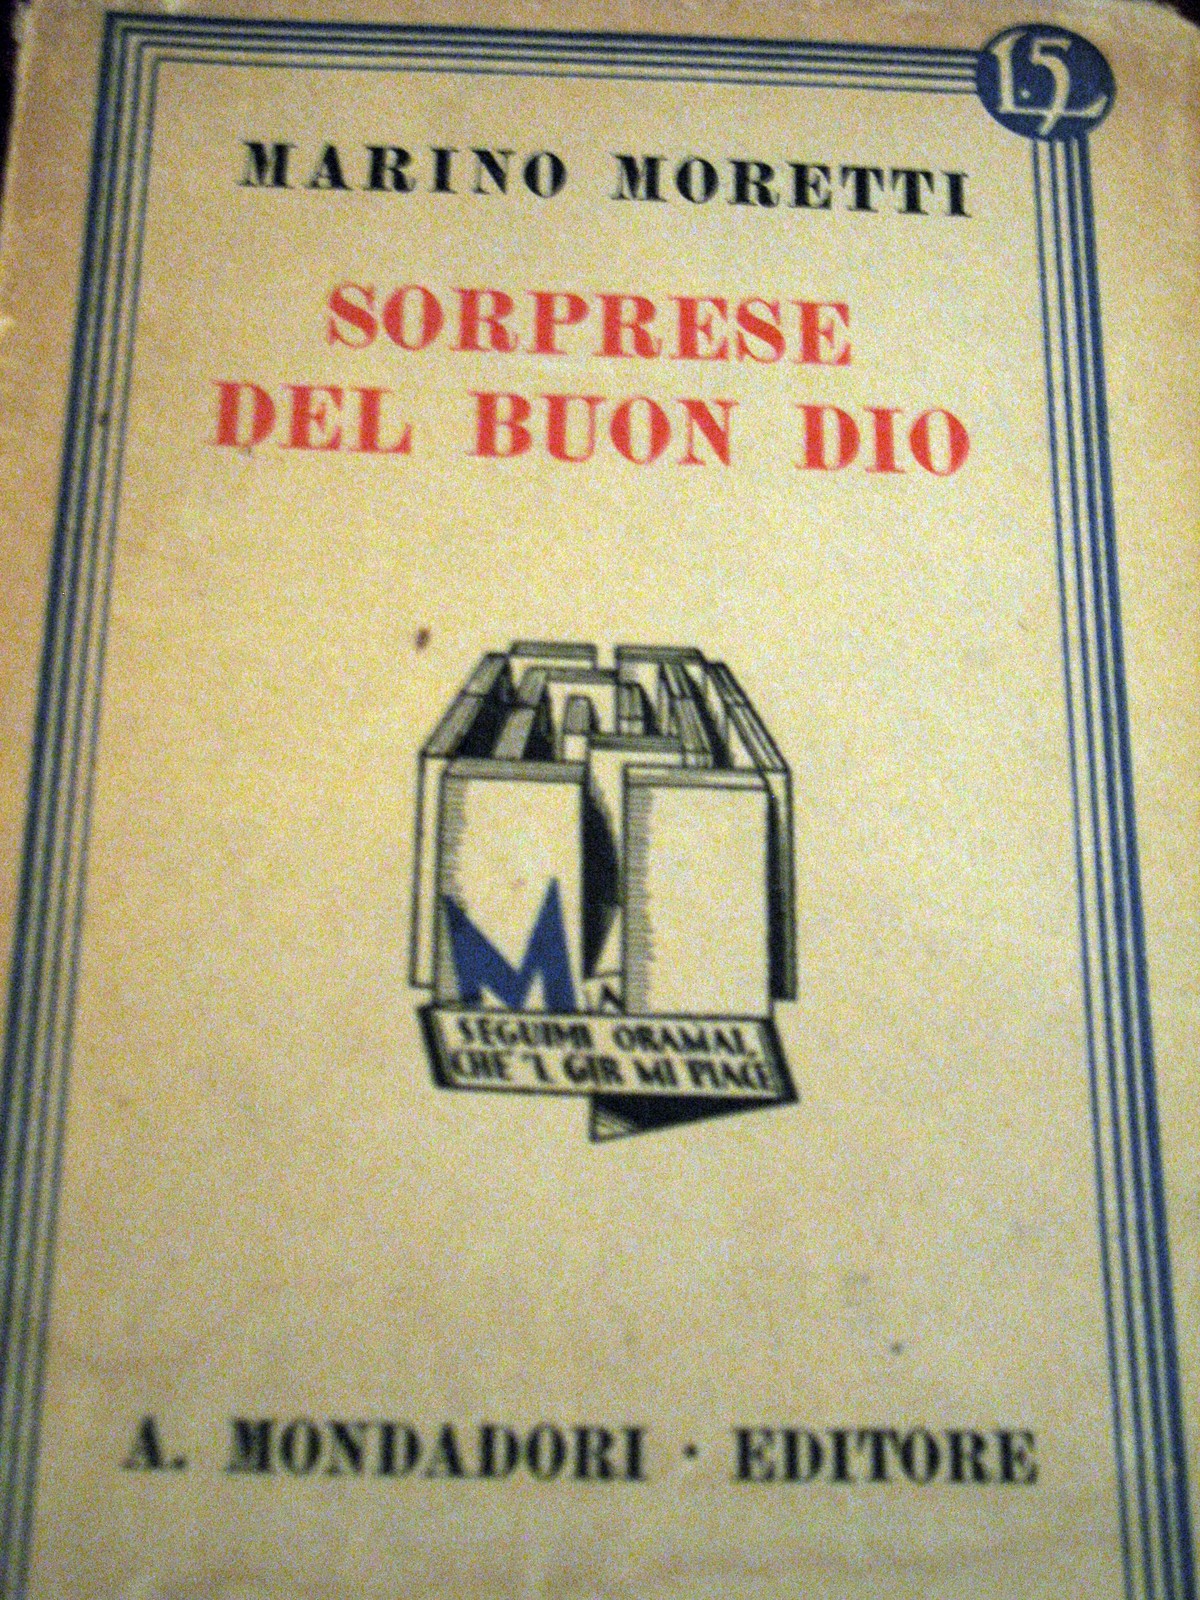 L.5
MARINO MORETTI
SORPRESE
DEL BUON DIO
M
SEGUIMI ORAMAI,
CHE 'L GIR MI PIACE
A. MONDADORI · EDITORE